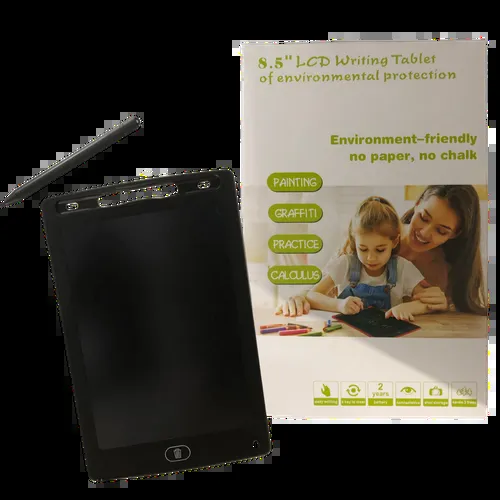 8.5" LCD Writing Tablet
of environmental protection
Environment-friendly
no paper, no chalk
PAINTING
GRAFFITI
PRACTICE
CALCULUS
2
years